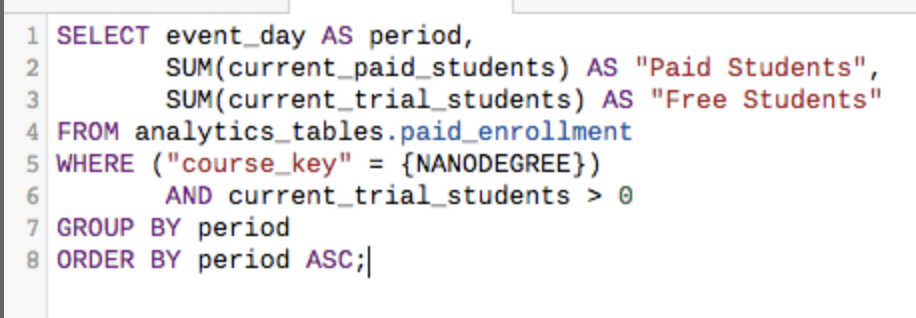 1 SELECT event_day AS period,
2 SUM(current_paid_students) AS "Paid Students",
3 SUM(current_trial_students) AS "Free Students"
4 FROM analytics_tables.paid_enrollment
5 WHERE ("course_key" = {NANODEGREE})
6 AND current_trial_students > 0
7 GROUP BY period
8 ORDER BY period ASC;